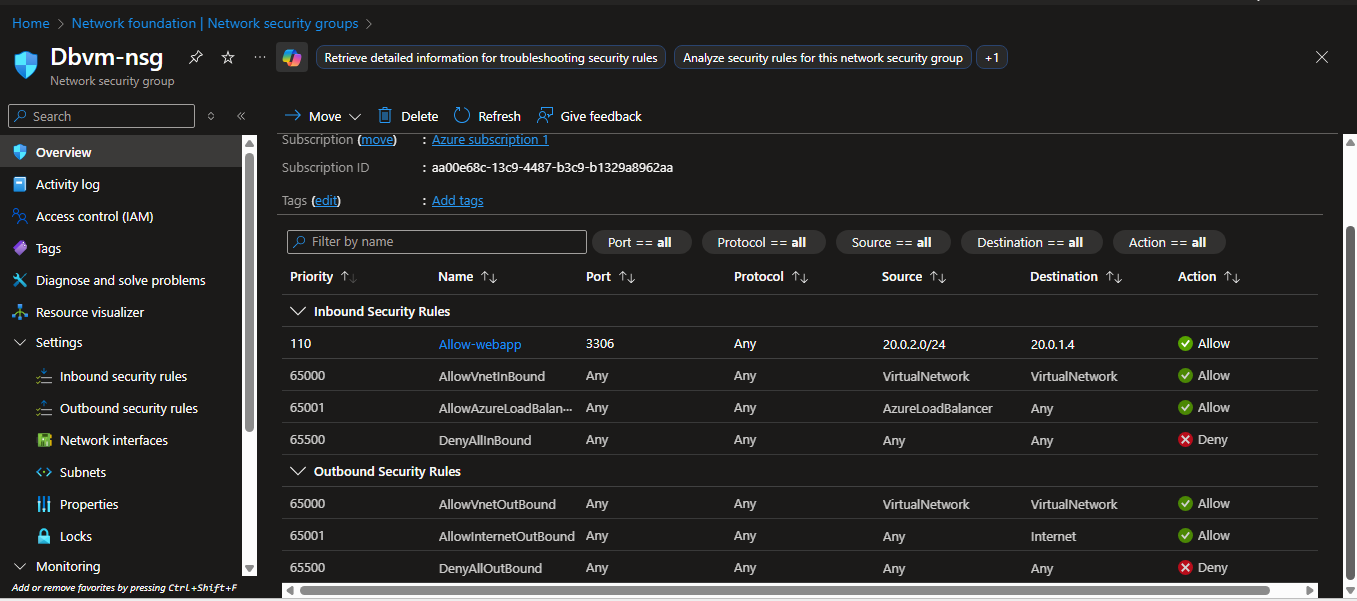 Home > Network foundation | Network security groups >
Dbvm-nsg
Network security group
Retrieve detailed information for troubleshooting security rules
Analyze security rules for this network security group
+1
Search
Move
Delete
Refresh
Give feedback
Overview
Activity log
Access control (IAM)
Tags
Diagnose and solve problems
Resource visualizer
Settings
Inbound security rules
Outbound security rules
Network interfaces
Subnets
Properties
Locks
Monitoring
Add or remove favorites by pressing Ctrl+Shift+F
Subscription (move) : Azure subscription 1
Subscription ID : aa00e68c-13c9-4487-b3c9-b1329a8962aa
Tags (edit) : Add tags
Filter by name Port == all Protocol == all Source == all Destination == all Action == all
Priority Name Port Protocol Source Destination Action
Inbound Security Rules
110 Allow-webapp 3306 Any 20.0.2.0/24 20.0.1.4 Allow
65000 AllowVnetInBound Any Any VirtualNetwork VirtualNetwork Allow
65001 AllowAzureLoadBalan··· Any Any AzureLoadBalancer Any Allow
65500 DenyAllInBound Any Any Any Any Deny
Outbound Security Rules
65000 AllowVnetOutBound Any Any VirtualNetwork VirtualNetwork Allow
65001 AllowInternetOutBound Any Any Any Internet Allow
65500 DenyAllOutBound Any Any Any Any Deny